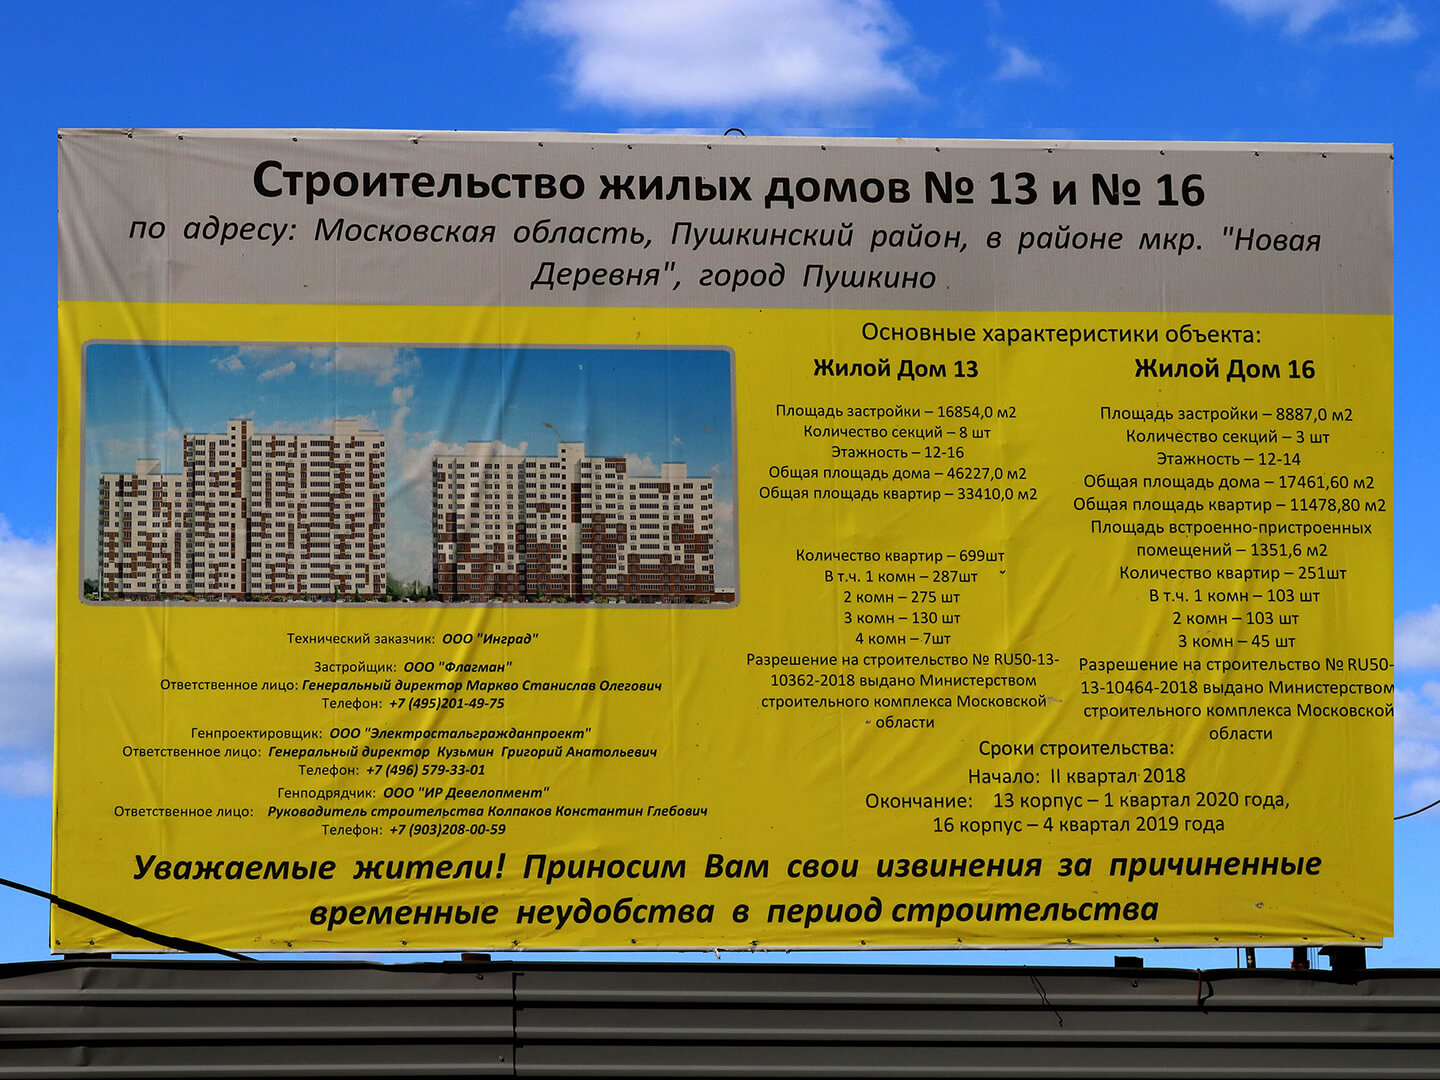 Строительство жилых домов № 13 и № 16
по адресу: Московская область, Пушкинский район, в районе мкр. "Новая
Деревня", город Пушкино
Основные характеристики объекта:
Жилой Дом 13
Площадь застройки – 16854,0 м2
Количество секций – 8 шт
Этажность – 12-16
Общая площадь дома – 46227,0 м2
Общая площадь квартир – 33410,0 м2
Количество квартир – 699шт
В т.ч. 1 комн – 287шт
2 комн – 275 шт
3 комн – 130 шт
4 комн – 7шт
Разрешение на строительство № RU50-13-
10362-2018 выдано Министерством
строительного комплекса Московской
области
Жилой Дом 16
Площадь застройки – 8887,0 м2
Количество секций – 3 шт
Этажность – 12-14
Общая площадь дома – 17461,60 м2
Общая площадь квартир – 11478,80 м2
Площадь встроенно-пристроенных
помещений – 1351,6 м2
Количество квартир – 251шт
В т.ч. 1 комн – 103 шт
2 комн – 103 шт
3 комн – 45 шт
Разрешение на строительство № RU50-
13-10464-2018 выдано Министерством
строительного комплекса Московской
области
Сроки строительства:
Начало: II квартал 2018
Окончание: 13 корпус – 1 квартал 2020 года,
16 корпус – 4 квартал 2019 года
Технический заказчик: ООО "Инград"
Застройщик: ООО "Флагман"
Ответственное лицо: Генеральный директор Маркво Станислав Олегович
Телефон: +7 (495)201-49-75
Генпроектировщик: ООО "Электростальгражданпроект"
Ответственное лицо: Генеральный директор Кузьмин Григорий Анатольевич
Телефон: +7 (496) 579-33-01
Генподрядчик: ООО "ИР Девелопмент"
Ответственное лицо: Руководитель строительства Колпаков Константин Глебович
Телефон: +7 (903)208-00-59
Уважаемые жители! Приносим Вам свои извинения за причиненные
временные неудобства в период строительства